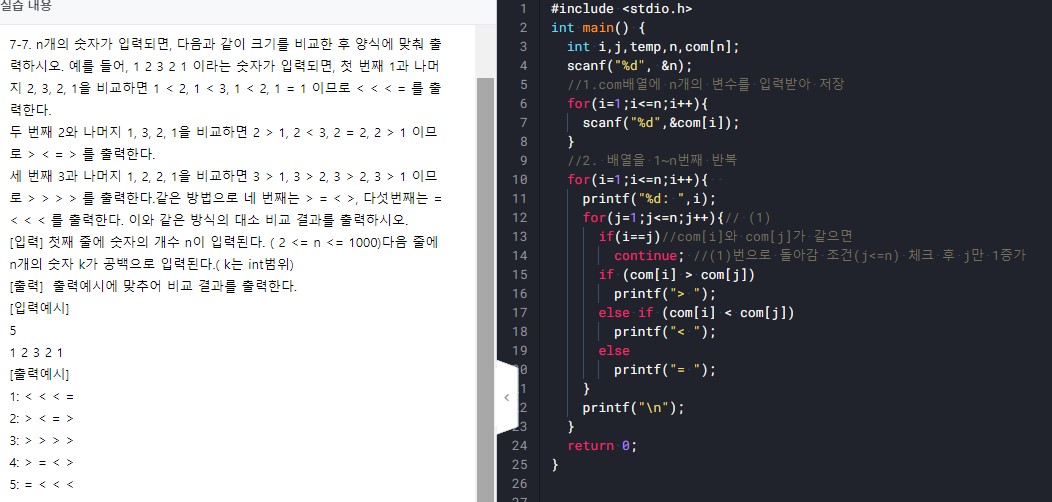 실습 내용
7-7. n개의 숫자가 입력되면, 다음과 같이 크기를 비교한 후 양식에 맞춰 출
력하시오. 예를 들어, 1 2 3 2 1 이라는 숫자가 입력되면, 첫 번째 1과 나머
지 2, 3, 2, 1을 비교하면 1 < 2, 1 < 3, 1 < 2, 1 = 1 이므로 < < < = 를 출
력한다.
두 번째 2와 나머지 1, 3, 2, 1을 비교하면 2 > 1, 2 < 3, 2 = 2, 2 > 1 이므
로 > < = > 를 출력한다.
세 번째 3과 나머지 1, 2, 2, 1을 비교하면 3 > 1, 3 > 2, 3 > 2, 3 > 1 이므
로 > > > > 를 출력한다.같은 방법으로 네 번째는 > = < >, 다섯번째는 =
< < < 를 출력한다. 이와 같은 방식의 대소 비교 결과를 출력하시오.
[입력] 첫째 줄에 숫자의 개수 n이 입력된다. ( 2 <= n <= 1000)다음 줄에
n개의 숫자 k가 공백으로 입력된다.( k는 int범위)
[출력] 출력예시에 맞추어 비교 결과를 출력한다.
[입력예시]
5
1 2 3 2 1
[출력예시]
1: < < < =
2: > < = >
3: > > > >
4: > = < >
5: = < < <
1 #include <stdio.h>
2 int main() {
3 int i,j,temp,n,com[n];
4 scanf("%d", &n);
5 //1.com배열에 n개의 변수를 입력받아 저장
6 for(i=1;i<=n;i++){
7 scanf("%d",&com[i]);
8 }
9 //2. 배열을 1~n번째 반복
10 for(i=1;i<=n;i++){
11 printf("%d: ",i);
12 for(j=1;j<=n;j++){// (1)
13 if(i==j)//com[i]와 com[j]가 같으면
14 continue; //(1)번으로 돌아감 조건(j<=n) 체크 후 j만 1증가
15 if (com[i] > com[j])
16 printf("> ");
17 else if (com[i] < com[j])
18 printf("< ");
19 else
0 printf("= ");
1 }
2 printf("\n");
23 }
24 return 0;
25 }
26